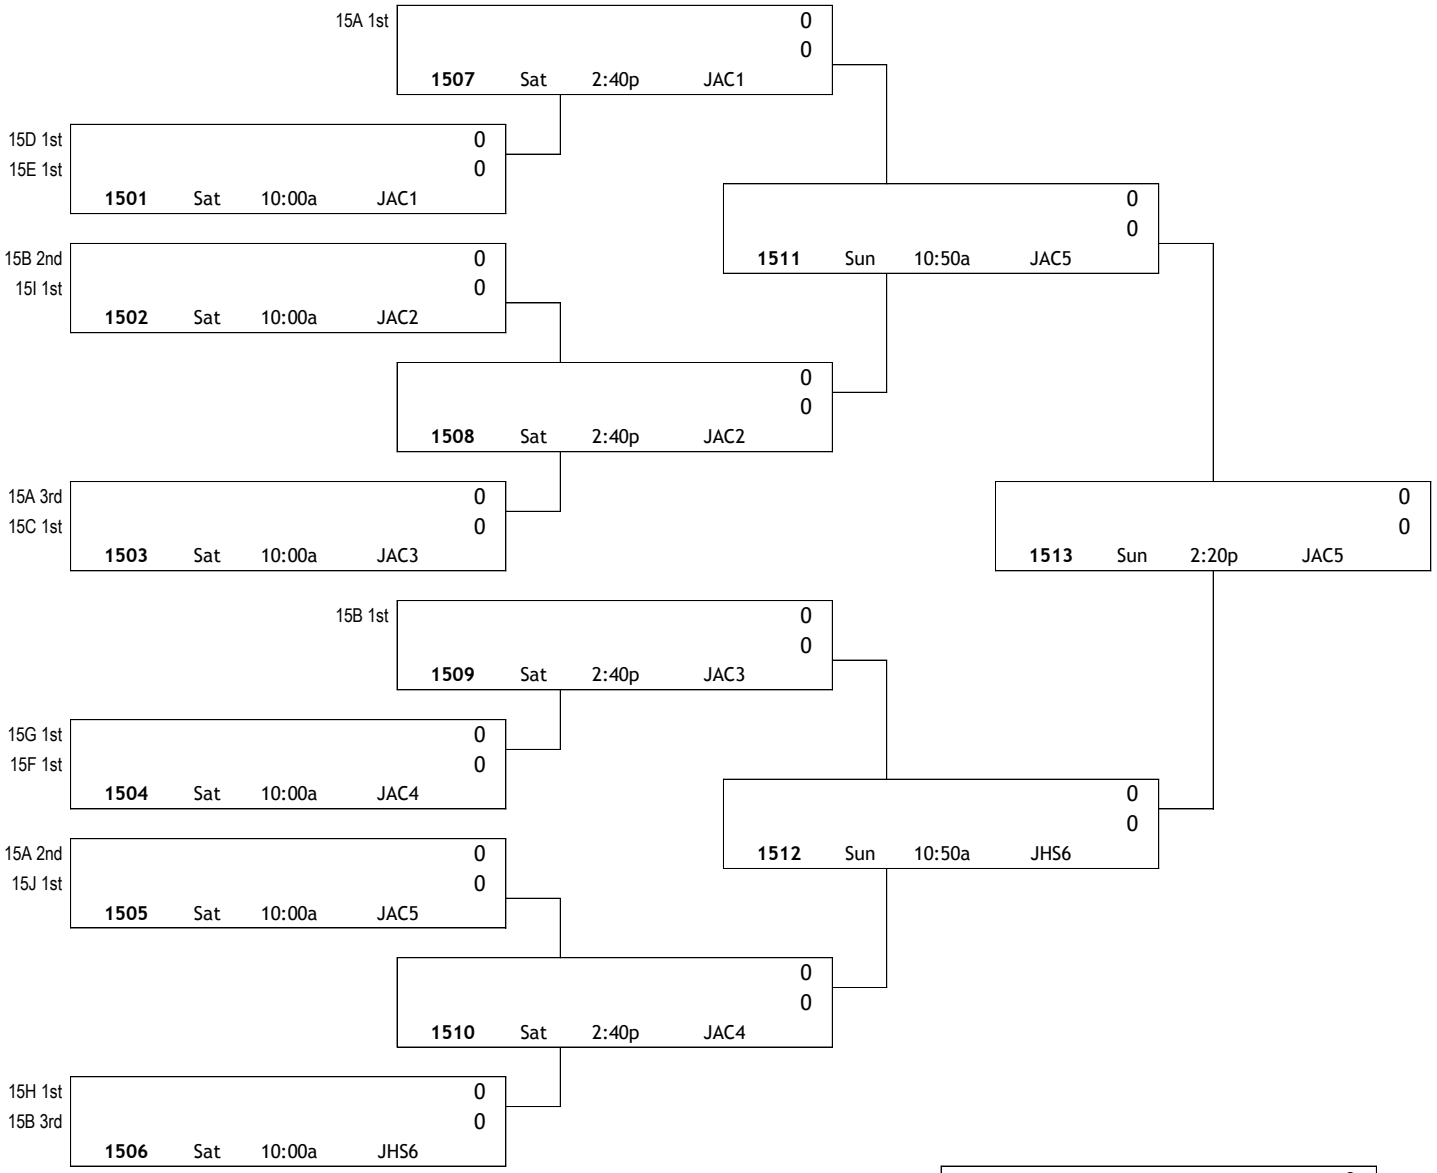 15A 1st 0
0
1507 Sat 2:40p JAC1
15D 1st 0
15E 1st 0
1501 Sat 10:00a JAC1
0
0
1511 Sun 10:50a JAC5
15B 2nd 0
15I 1st 0
1502 Sat 10:00a JAC2
0
0
1508 Sat 2:40p JAC2
15A 3rd 0
15C 1st 0
1503 Sat 10:00a JAC3
0
0
1513 Sun 2:20p JAC5
15B 1st 0
0
1509 Sat 2:40p JAC3
15G 1st 0
15F 1st 0
1504 Sat 10:00a JAC4
0
0
1512 Sun 10:50a JHS6
15A 2nd 0
15J 1st 0
1505 Sat 10:00a JAC5
0
0
1510 Sat 2:40p JAC4
15H 1st 0
15B 3rd 0
1506 Sat 10:00a JHS6